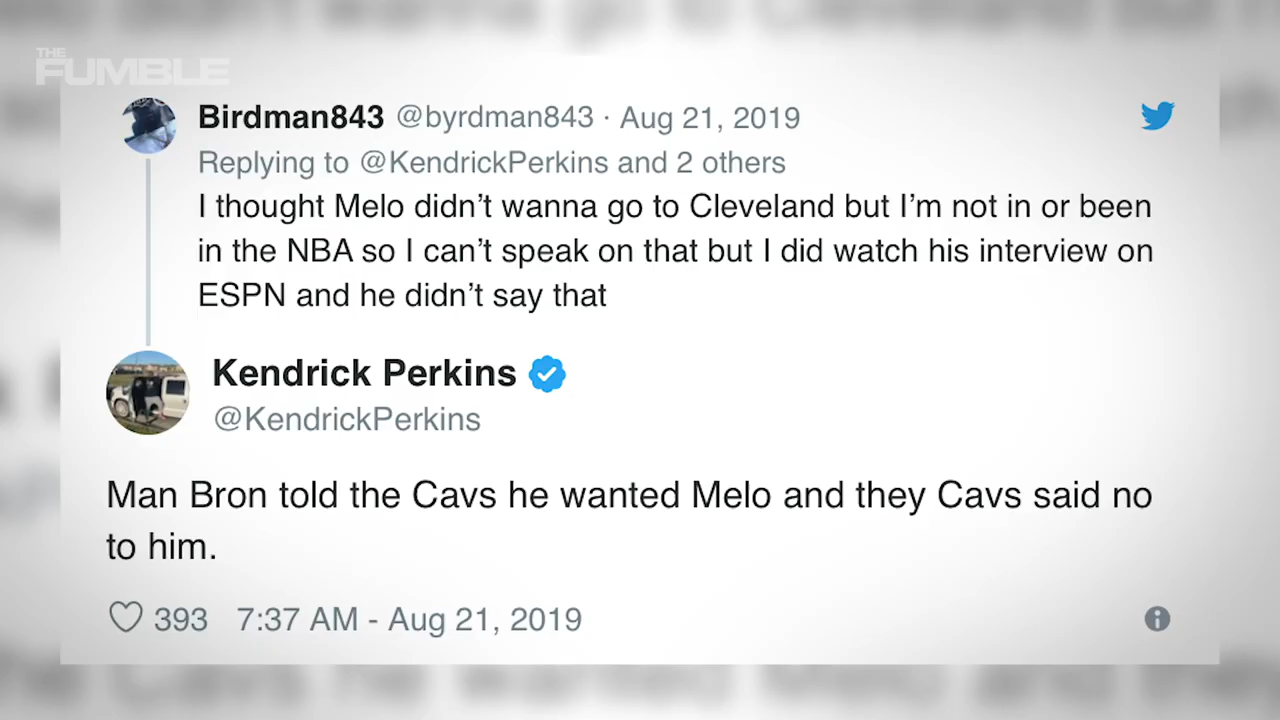 THE
FUMBLE
Birdman843 @byrdman843 · Aug 21, 2019
Replying to @KendrickPerkins and 2 others
I thought Melo didn’t wanna go to Cleveland but I’m not in or been
in the NBA so I can’t speak on that but I did watch his interview on
ESPN and he didn’t say that
Kendrick Perkins
@KendrickPerkins
Man Bron told the Cavs he wanted Melo and they Cavs said no
to him.
393 7:37 AM - Aug 21, 2019